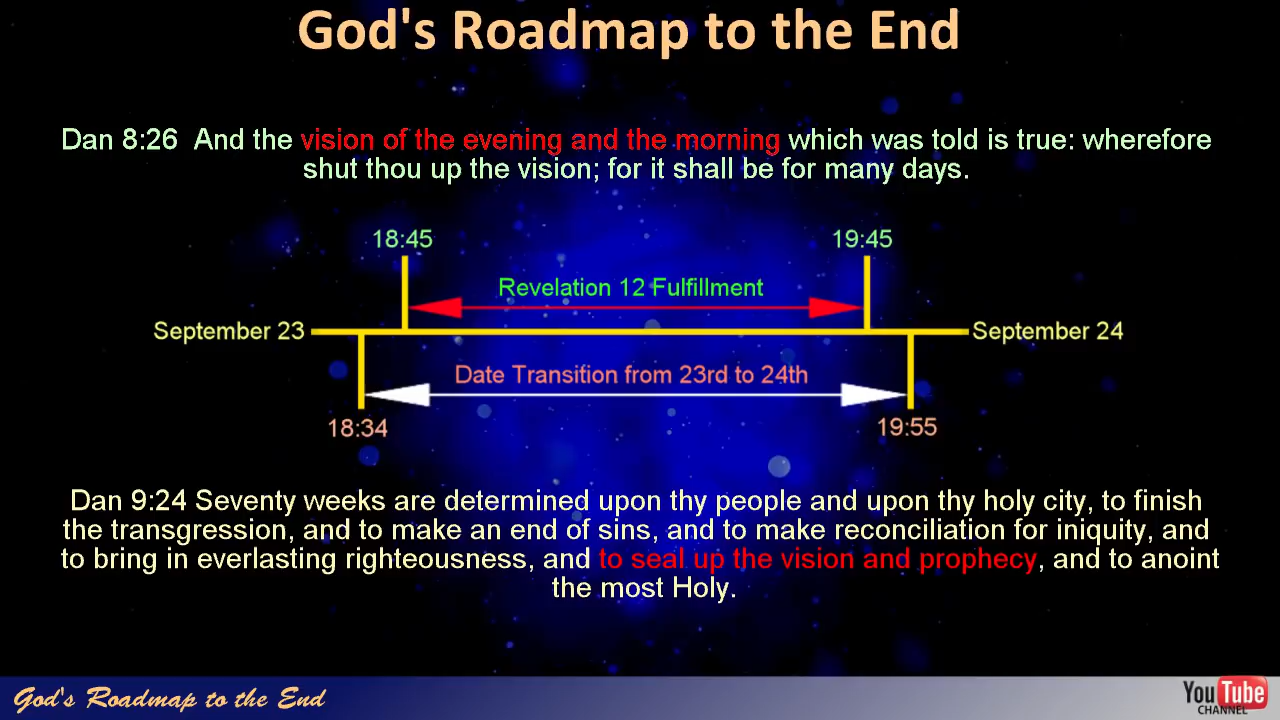 God's Roadmap to the End
Dan 8:26  And the vision of the evening and the morning which was told is true: wherefore
shut thou up the vision; for it shall be for many days.
18:45
19:45
Revelation 12 Fulfillment
September 23
September 24
Date Transition from 23rd to 24th
18:34
19:55
Dan 9:24 Seventy weeks are determined upon thy people and upon thy holy city, to finish
the transgression, and to make an end of sins, and to make reconciliation for iniquity, and
to bring in everlasting righteousness, and to seal up the vision and prophecy, and to anoint
the most Holy.
God's Roadmap to the End
YouTube
CHANNEL